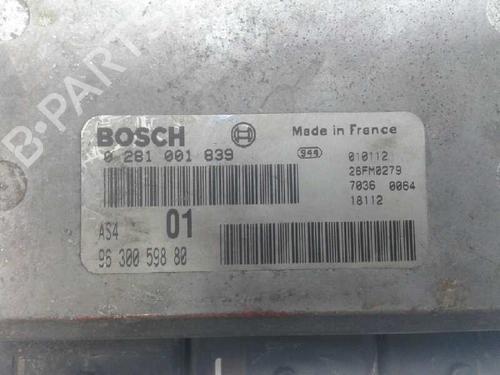 B-PARTS
BOSCH
Made in France
0 281 001 839
944
010112
26FM0279
7036 0064
18112
AS4 01
96 300 598 80